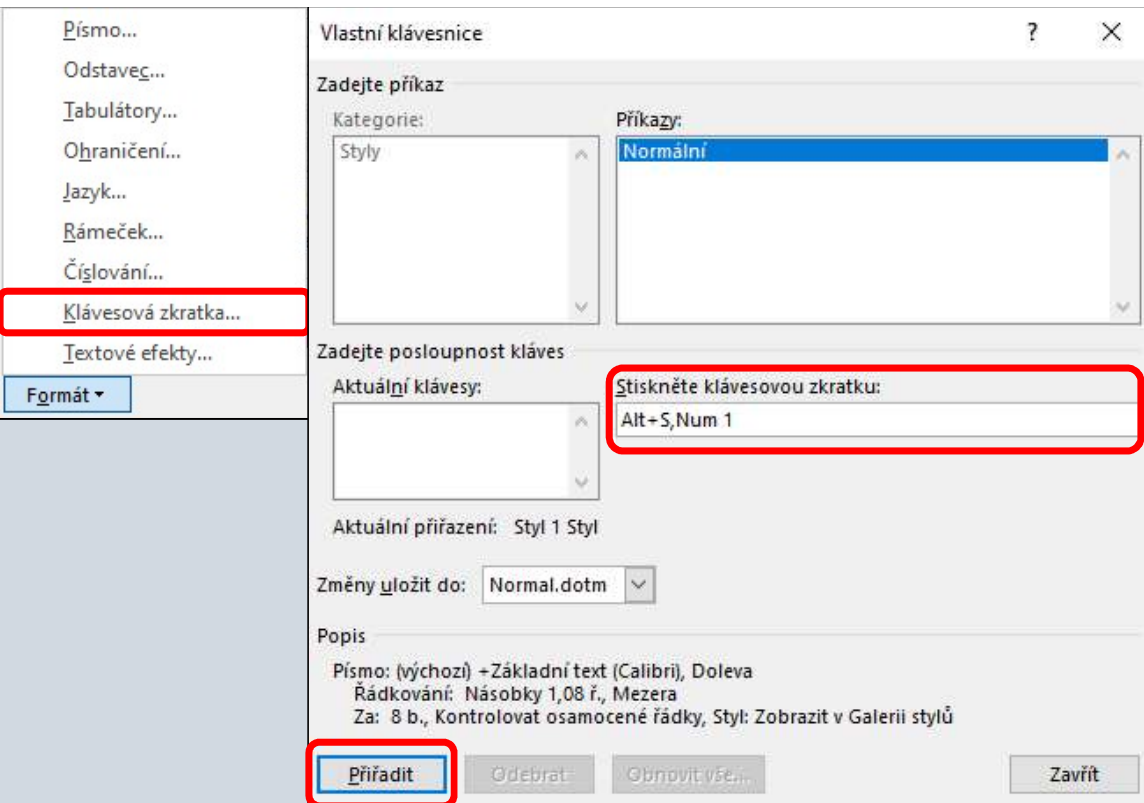 Písmo...
Odstavec...
Tabulátory...
Ohraničení...
Jazyk...
Rámeček...
Číslování...
Klávesová zkratka...
Textové efekty...
Formát
Vlastní klávesnice
Zadejte příkaz
Kategorie:
Styly
Příkazy:
Normální
Zadejte posloupnost kláves
Aktuální klávesy:
Stiskněte klávesovou zkratku:
Alt+S,Num 1
Aktuální přiřazení: Styl 1 Styl
Změny uložit do: Normal.dotm
Popis
Písmo: (výchozí) +Základní text (Calibri), Doleva
Řádkování: Násobky 1,08 ř., Mezera
Za: 8 b., Kontrolovat osamocené řádky, Styl: Zobrazit v Galerii stylů
Přiřadit
Odebrat
Obnovit vše...
Zavřít